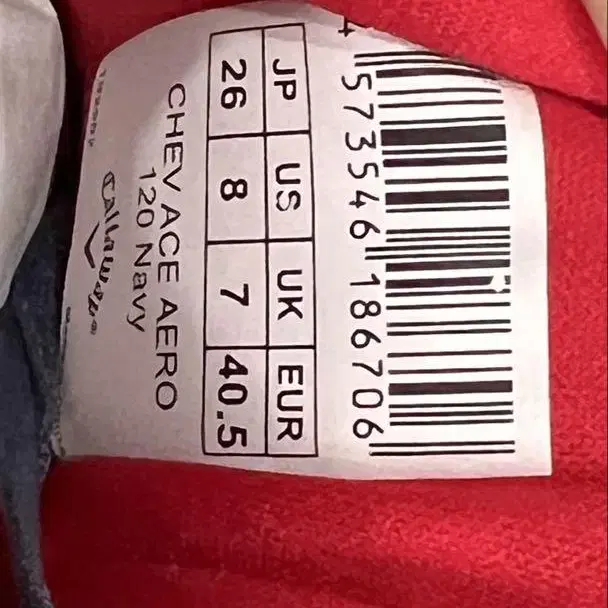 4 573546 186706
JP US UK EUR
26 8 7 40.5
CHEV ACE AERO
120 Navy
Callaway